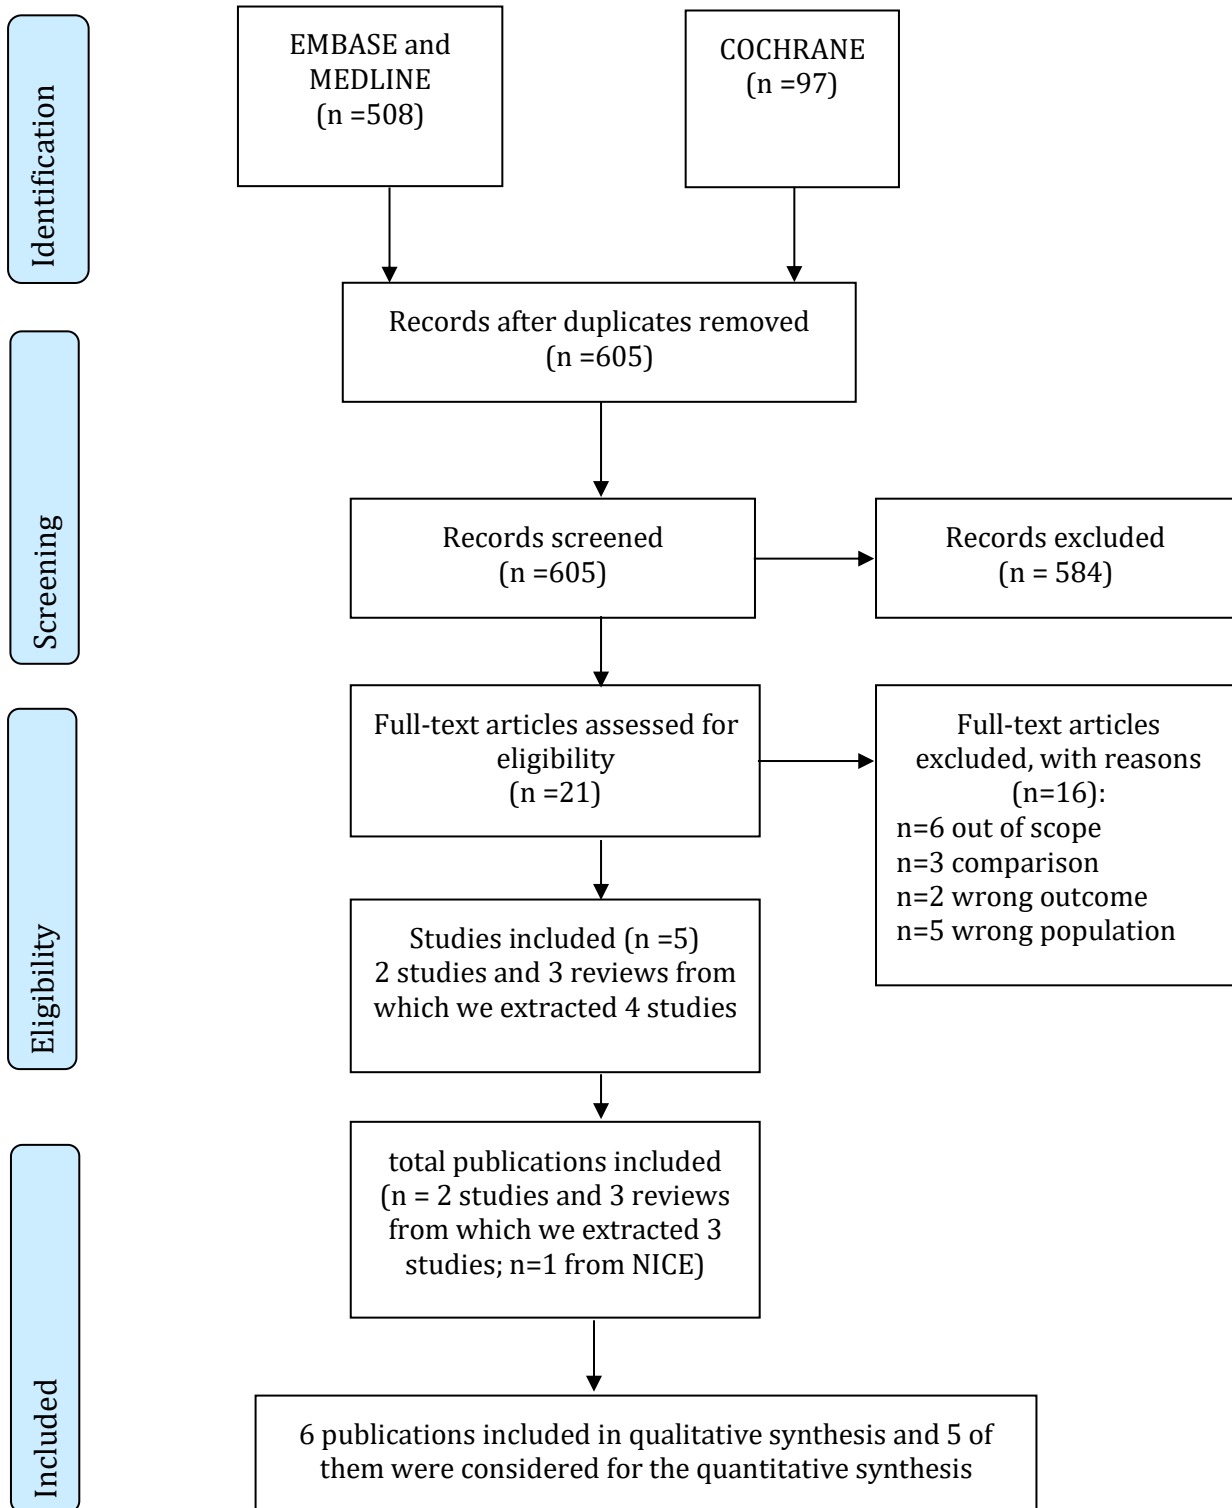 Identification
EMBASE and
MEDLINE
(n =508)
COCHRANE
(n =97)
Records after duplicates removed
(n =605)
Screening
Records screened
(n =605)
Records excluded
(n = 584)
Eligibility
Full-text articles assessed for
eligibility
(n =21)
Full-text articles
excluded, with reasons
(n=16):
n=6 out of scope
n=3 comparison
n=2 wrong outcome
n=5 wrong population
Studies included (n =5)
2 studies and 3 reviews from
which we extracted 4 studies
Included
total publications included
(n = 2 studies and 3 reviews
from which we extracted 3
studies; n=1 from NICE)
6 publications included in qualitative synthesis and 5 of
them were considered for the quantitative synthesis